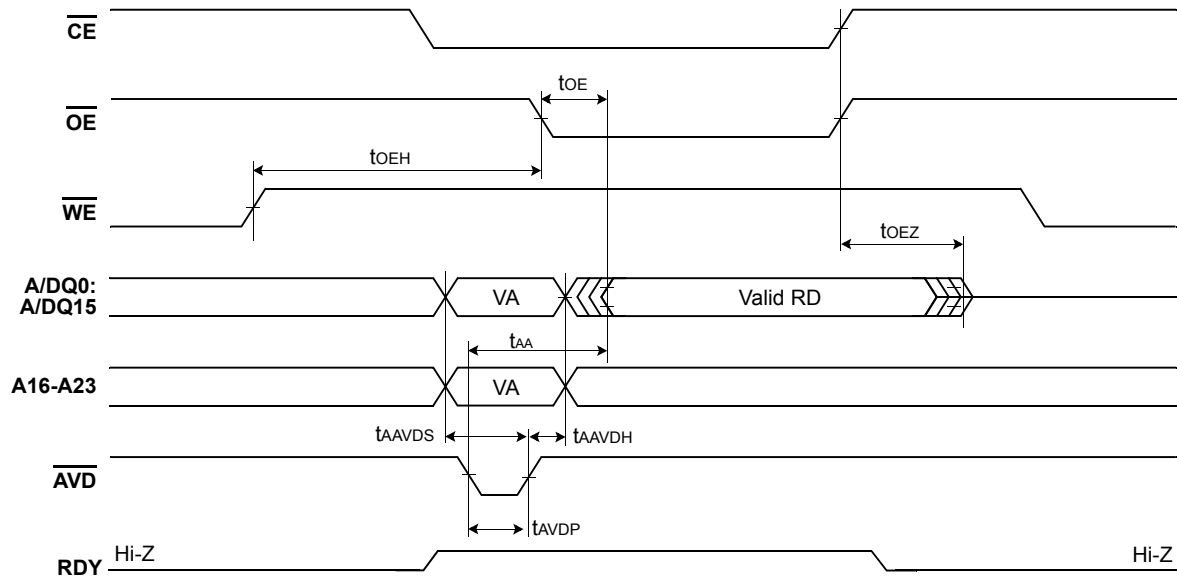 CE
tOE
OE
tOEH
WE
tOEZ
A/DQ0:
A/DQ15
VA
Valid RD
tAA
A16-A23
VA
tAAVDS
tAAVDH
AVD
tAVDP
Hi-Z
Hi-Z
RDY